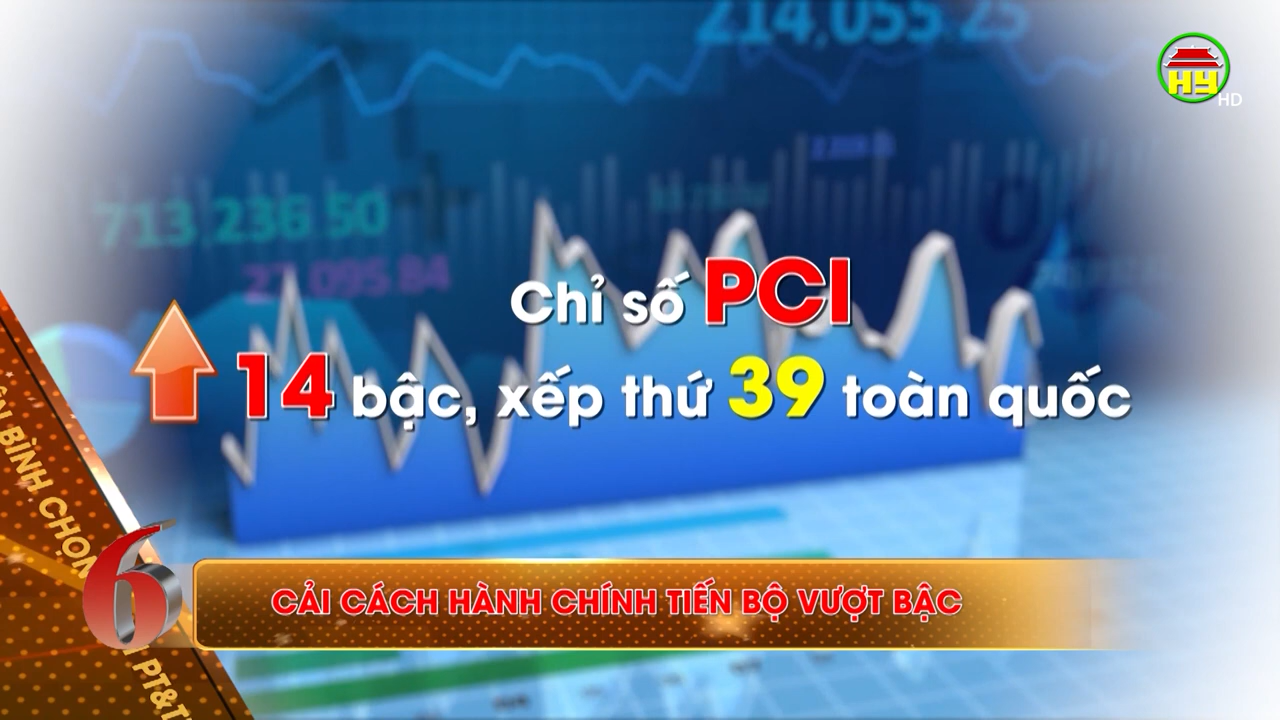 214,055.25
HY
HD
713,236.50
27,095.84
Chỉ số PCI
14 bậc, xếp thứ 39 toàn quốc
BÌNH CHỌN
PT&T
6
CẢI CÁCH HÀNH CHÍNH TIẾN BỘ VƯỢT BẬC